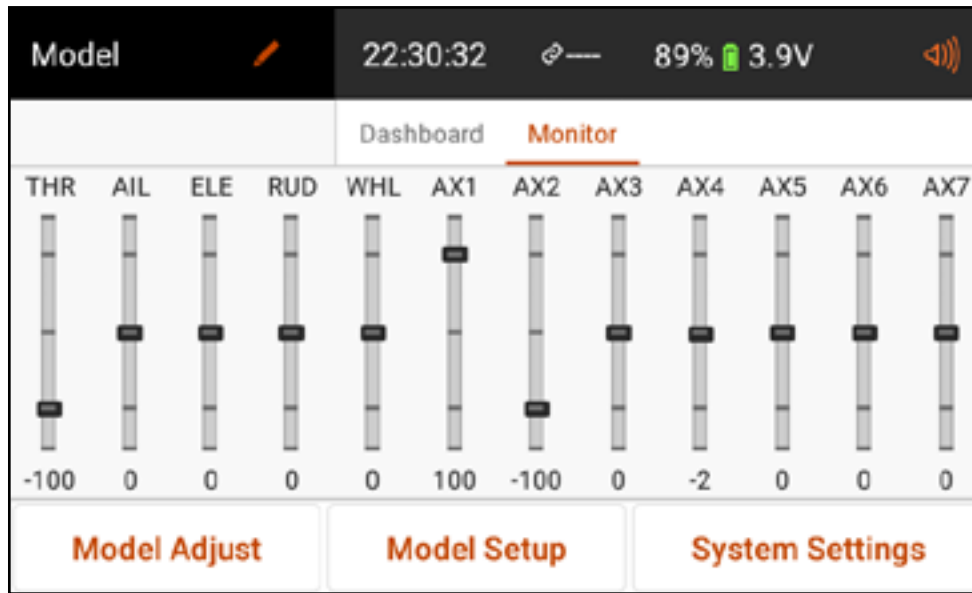 Model 22:30:32 ---- 89% 3.9V
Dashboard Monitor
THR AIL ELE RUD WHL AX1 AX2 AX3 AX4 AX5 AX6 AX7
-100 0 0 0 0 100 -100 0 -2 0 0 0
Model Adjust Model Setup System Settings